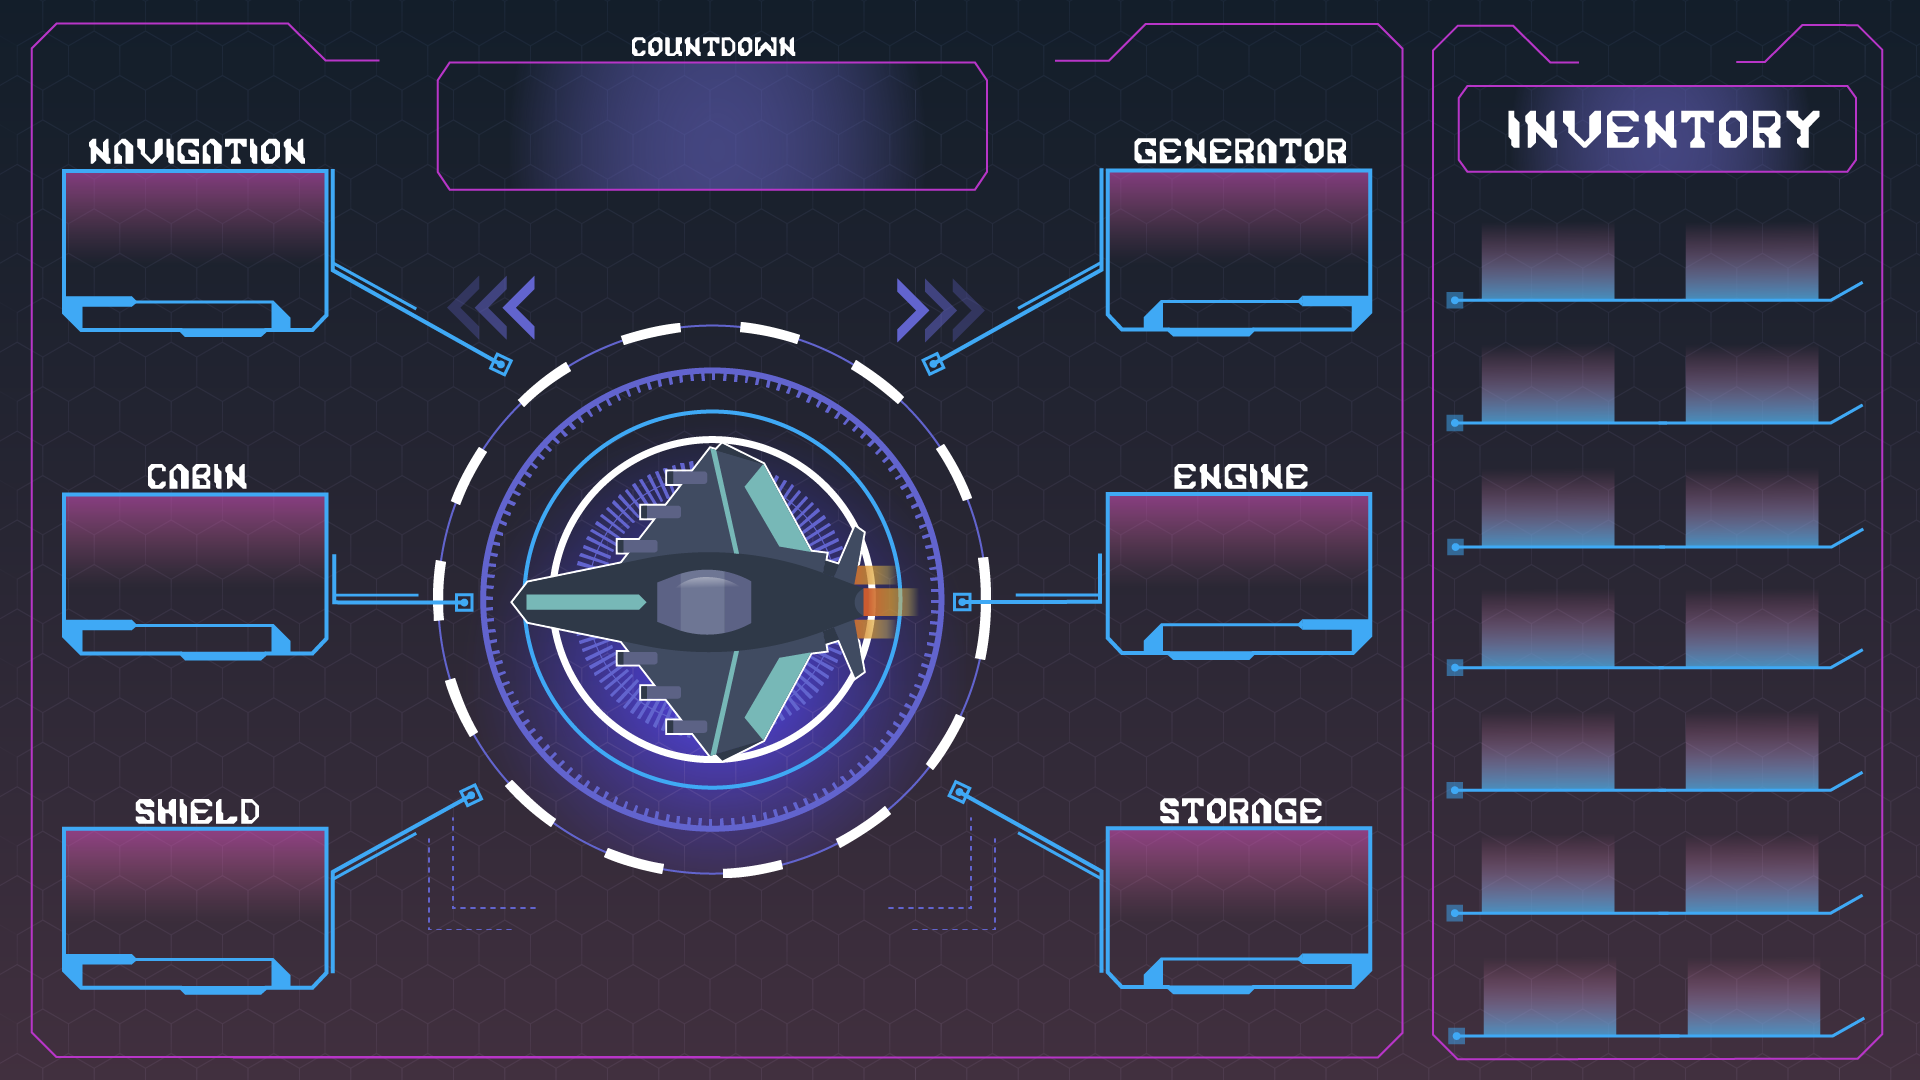 COUNTDOWN
NAVIGATION
GENERATOR
INVENTORY
CABIN
ENGINE
SHIELD
STORAGE